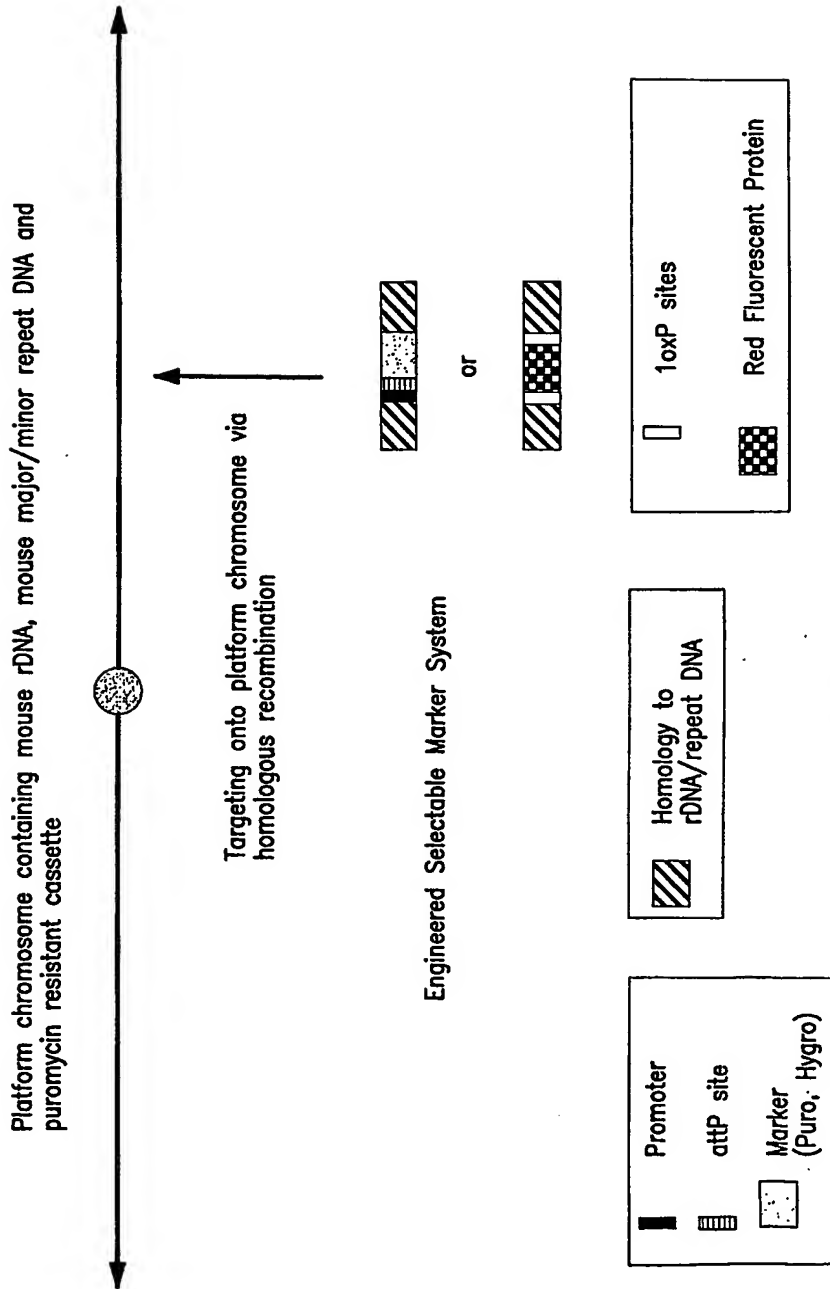 Platform chromosome containing mouse rDNA, mouse major/minor repeat DNA and
puromycin resistant cassette
Targeting onto platform chromosome via
homologous recombination
Engineered Selectable Marker System
or
Promoter
attP site
Marker
(Puro, Hygro)
Homology to
rDNA/repeat DNA
1oxP sites
Red Fluorescent Protein